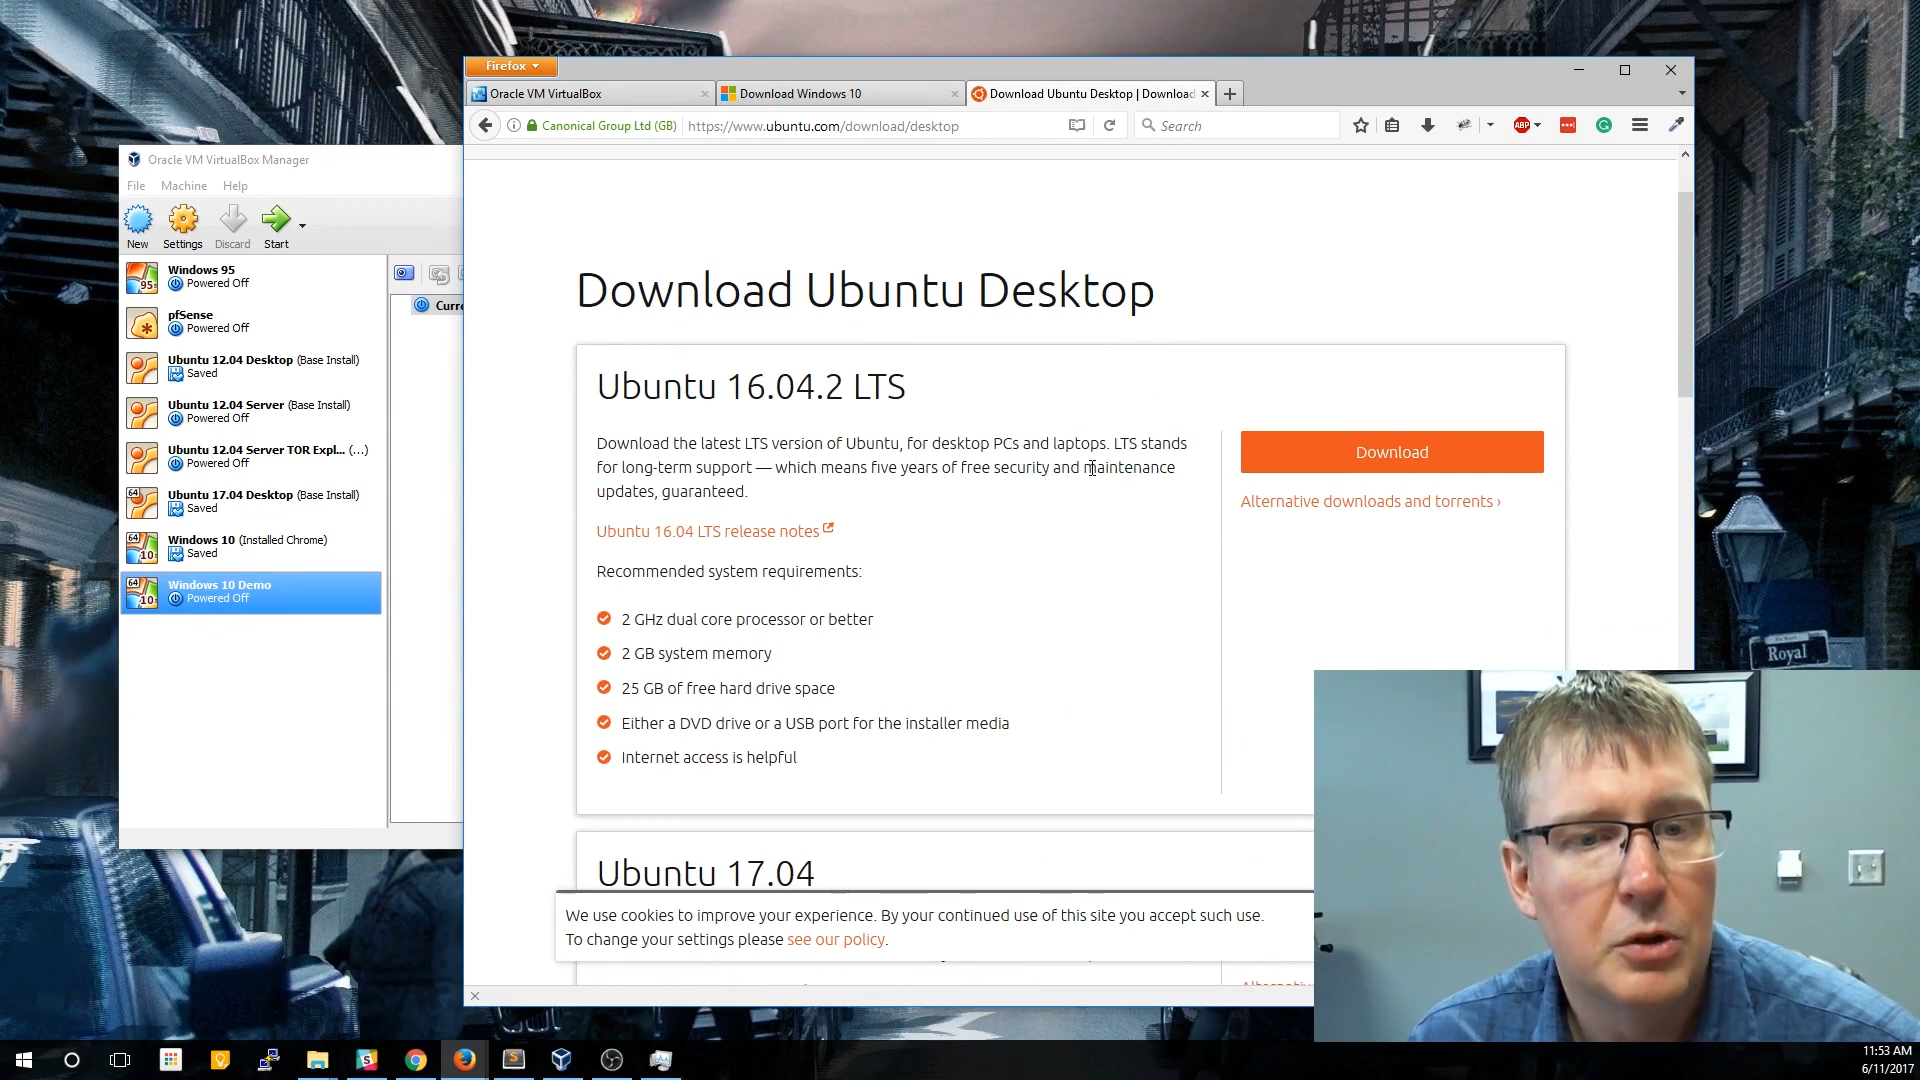 Firefox
Oracle VM VirtualBox
Download Windows 10
Download Ubuntu Desktop | Download
Canonical Group Ltd (GB)
https://www.ubuntu.com/download/desktop
Search
ABP
Oracle VM VirtualBox Manager
File Machine Help
New Settings Discard Start
Windows 95
Powered Off
pfSense
Powered Off
Ubuntu 12.04 Desktop (Base Install)
Saved
Ubuntu 12.04 Server (Base Install)
Powered Off
Ubuntu 12.04 Server TOR Expl... (...)
Powered Off
64
Ubuntu 17.04 Desktop (Base Install)
Saved
64
10
Windows 10 (Installed Chrome)
Saved
64
10
Windows 10 Demo
Powered Off
95
Curre
Download Ubuntu Desktop
Ubuntu 16.04.2 LTS
Download the latest LTS version of Ubuntu, for desktop PCs and laptops. LTS stands
for long-term support — which means five years of free security and maintenance
updates, guaranteed.
Ubuntu 16.04 LTS release notes
Recommended system requirements:
2 GHz dual core processor or better
2 GB system memory
25 GB of free hard drive space
Either a DVD drive or a USB port for the installer media
Internet access is helpful
Download
Alternative downloads and torrents ›
Ubuntu 17.04
We use cookies to improve your experience. By your continued use of this site you accept such use.
To change your settings please see our policy.
Royal
11:53 AM
6/11/2017